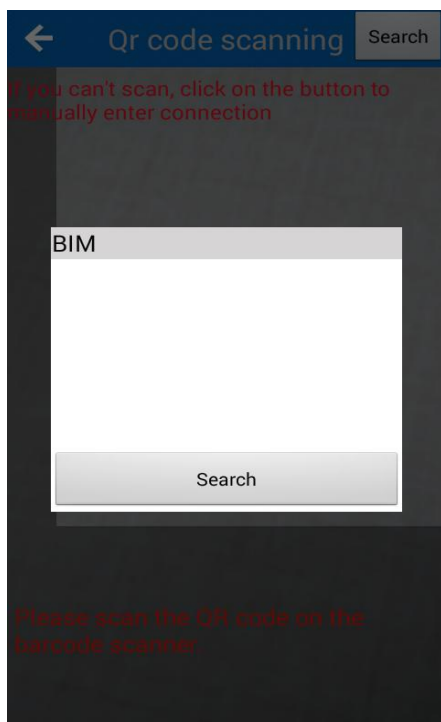 Qr code scanning
Search
If you can't scan, click on the button to
manually enter connection
BIM
Search
Please scan the QR code on the
barcode scanner.